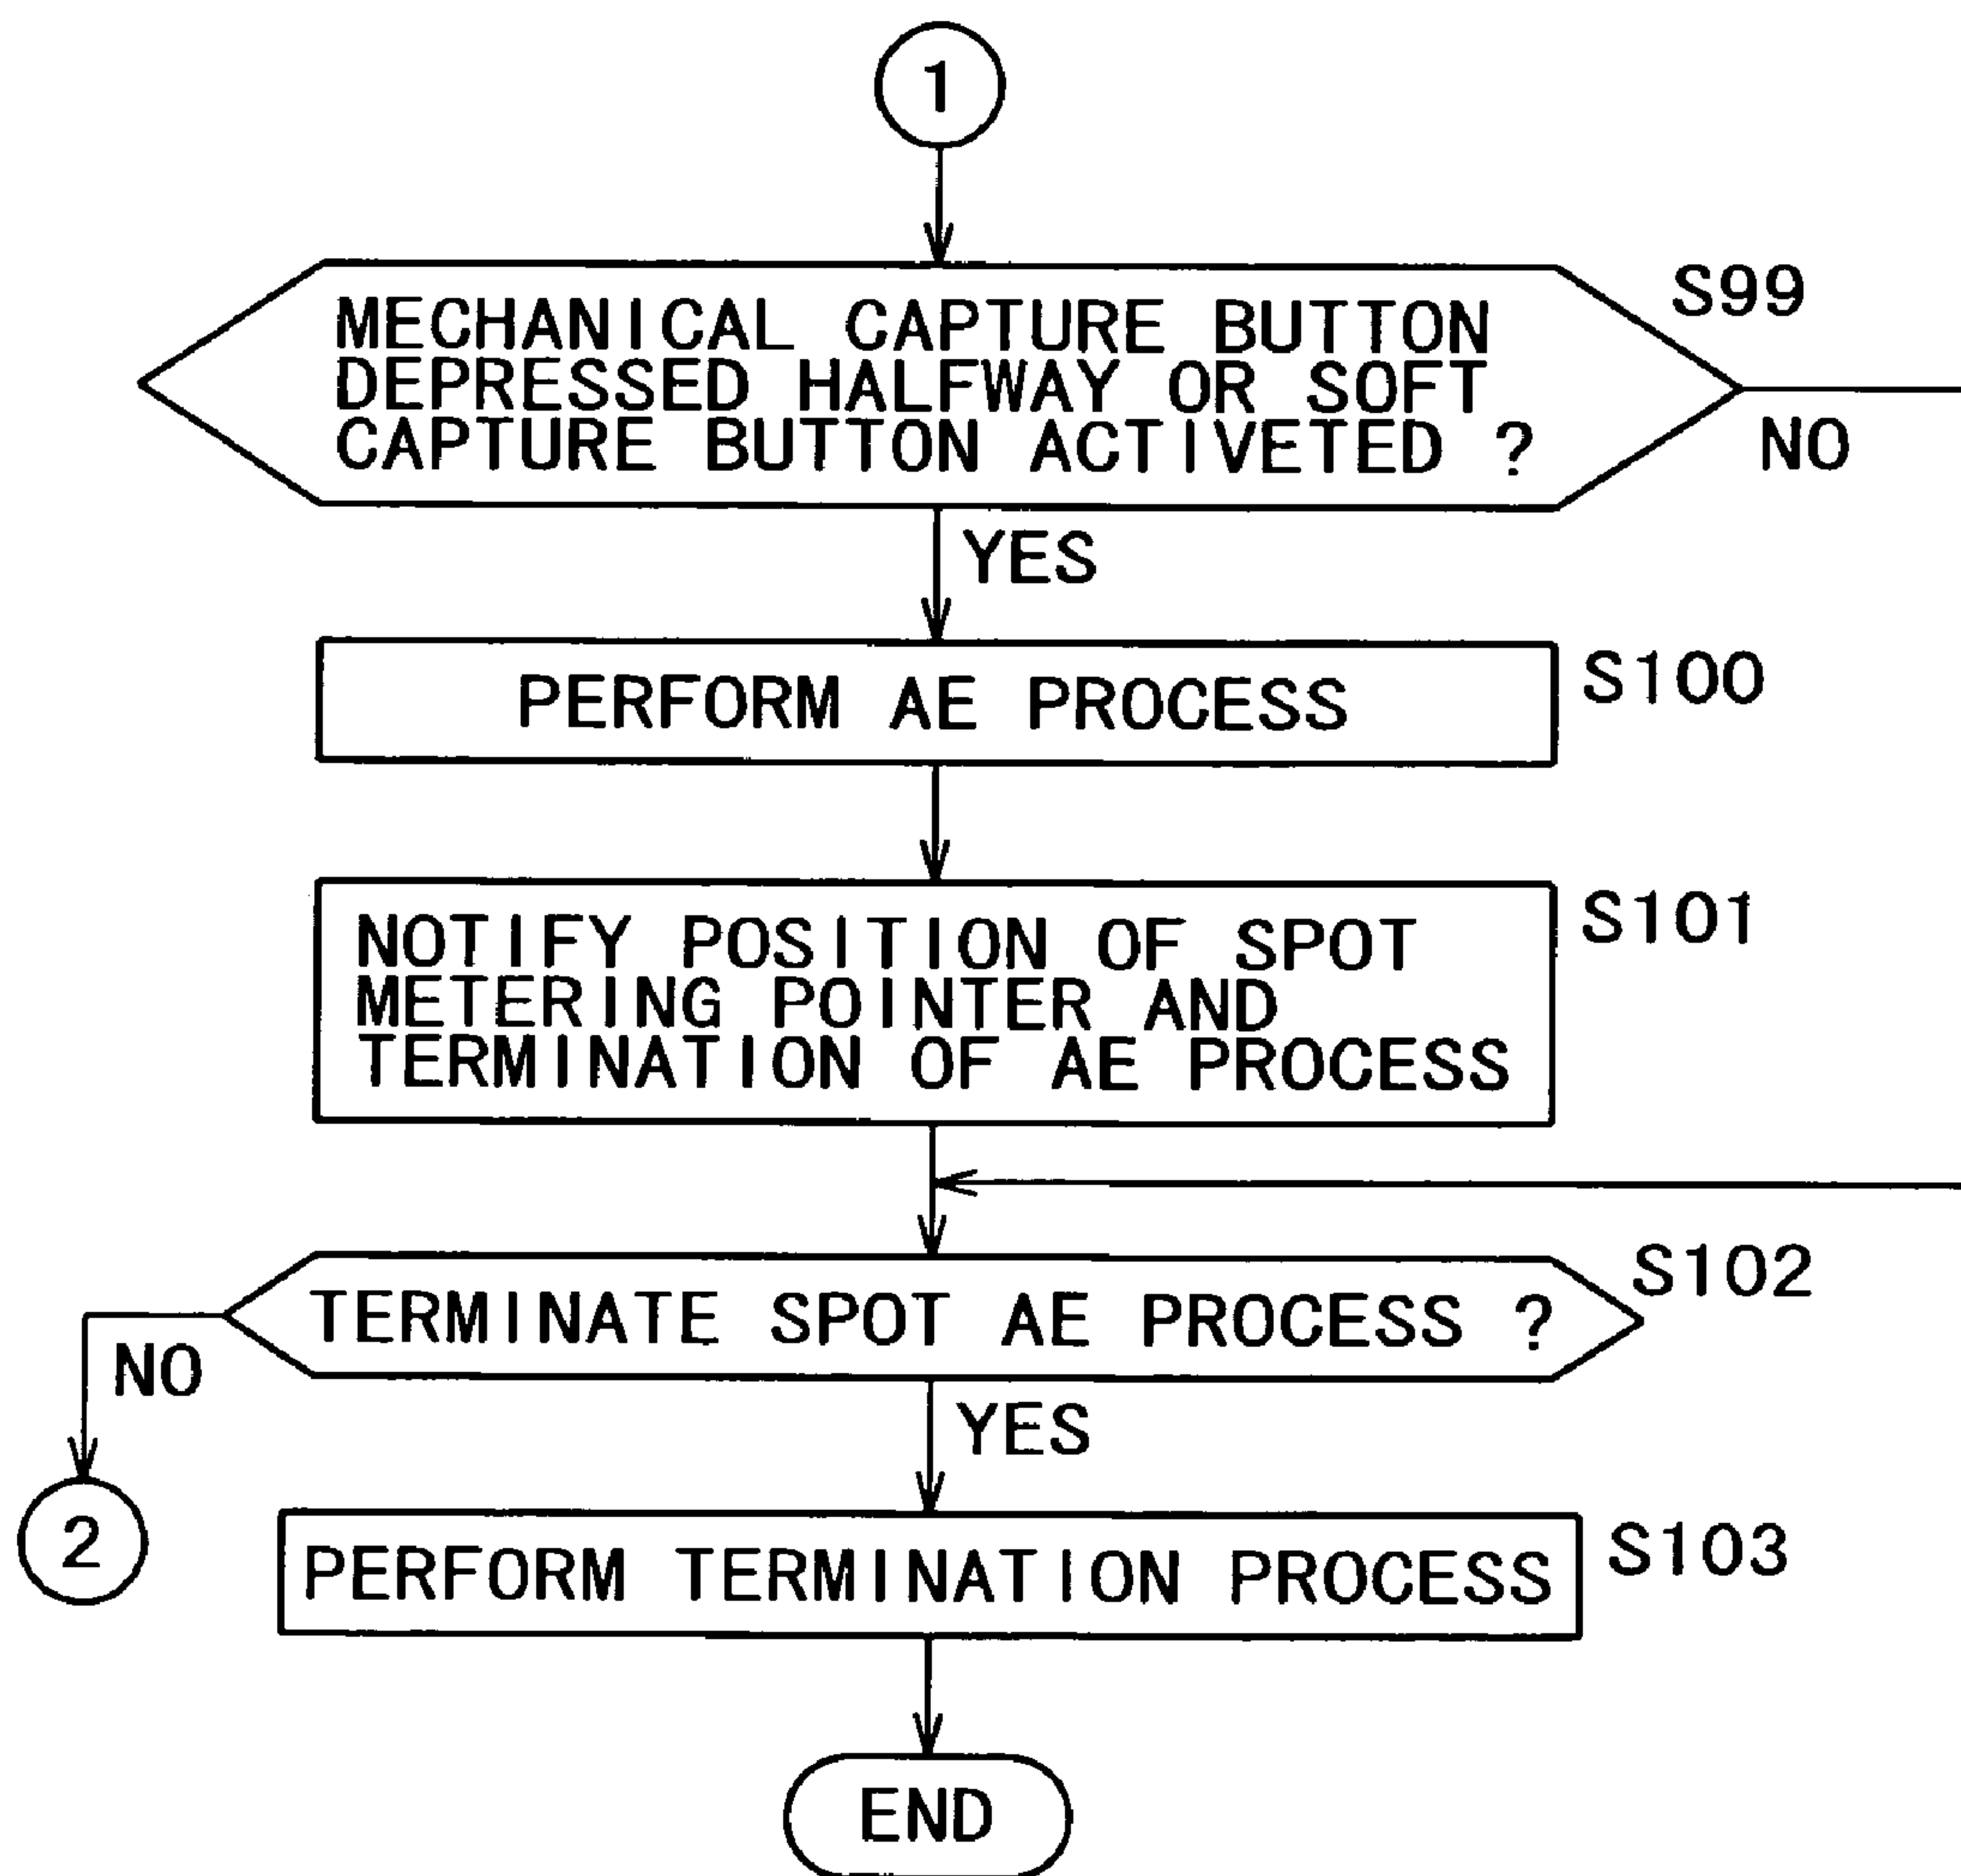 1
MECHANICAL CAPTURE BUTTON
DEPRESSED HALFWAY OR SOFT
CAPTURE BUTTON ACTIVETED ?
S99
NO
YES
PERFORM AE PROCESS
S100
NOTIFY POSITION OF SPOT
METERING POINTER AND
TERMINATION OF AE PROCESS
S101
TERMINATE SPOT AE PROCESS ?
S102
NO
YES
2
PERFORM TERMINATION PROCESS
S103
END